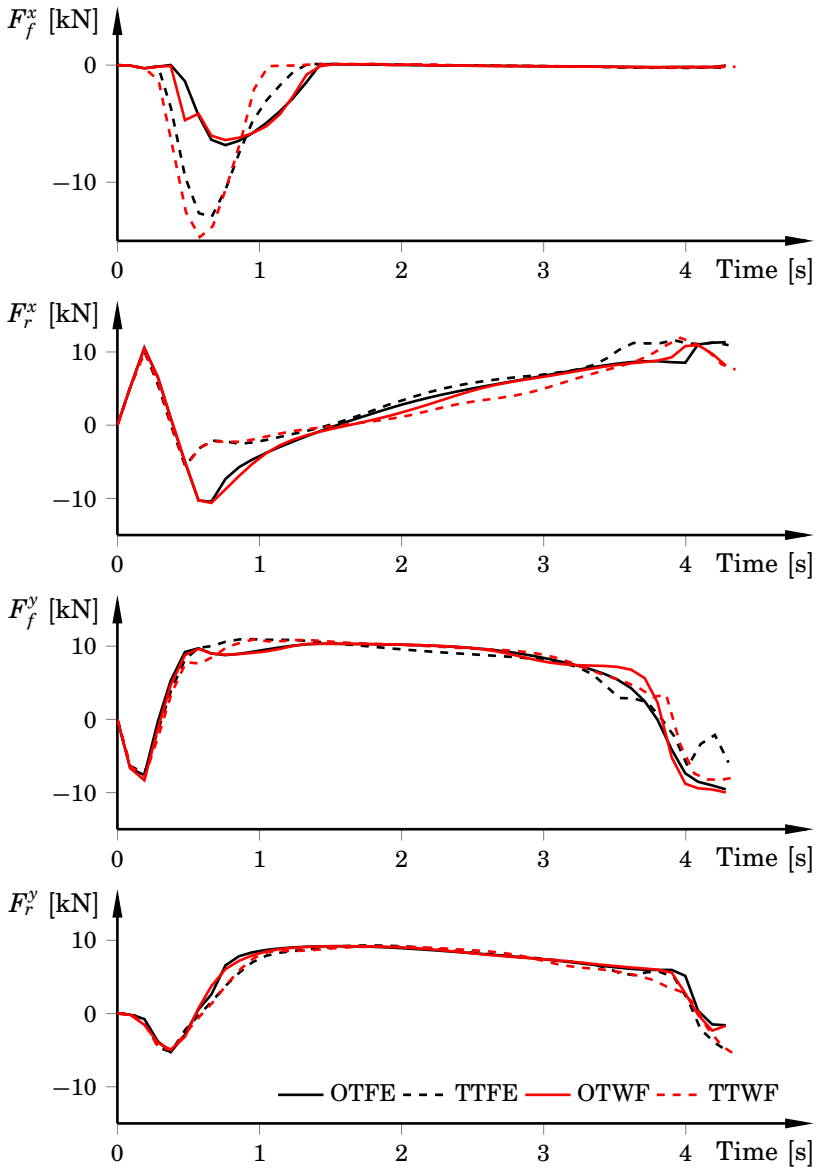 F_f^x [kN]
0
−10
0 1 2 3 4 Time [s]
F_r^x [kN]
10
0
−10
0 1 2 3 4 Time [s]
F_f^y [kN]
10
0
−10
0 1 2 3 4 Time [s]
F_r^y [kN]
10
0
−10
OTFE TTFE OTWF TTWF
0 1 2 3 4 Time [s]